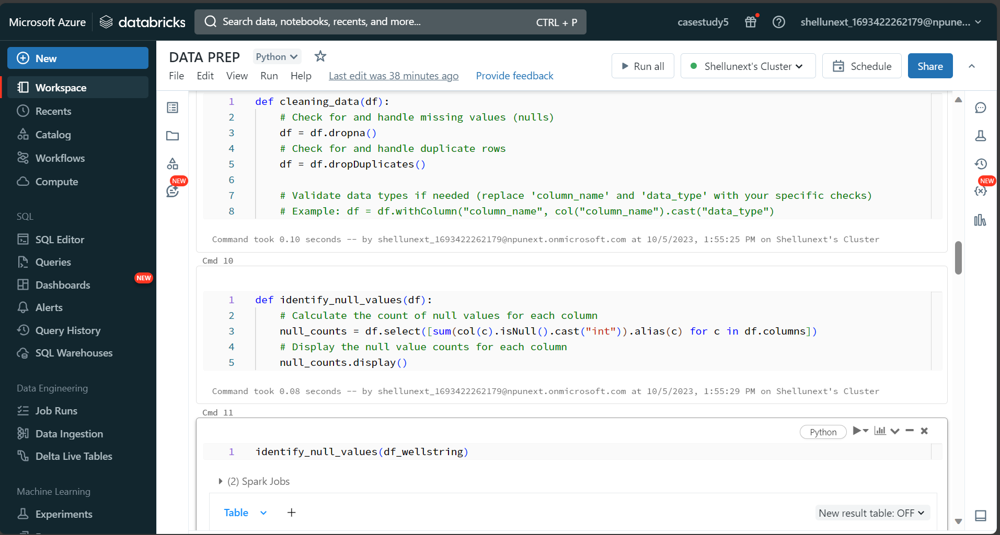 Microsoft Azure
databricks
Search data, notebooks, recents, and more...
CTRL + P
casestudy5
shellunext_1693422262179@npune...
New
Workspace
Recents
Catalog
Workflows
Compute
SQL
SQL Editor
Queries
Dashboards
NEW
Alerts
Query History
SQL Warehouses
Data Engineering
Job Runs
Data Ingestion
Delta Live Tables
Machine Learning
Experiments
DATA PREP
Python
File Edit View Run Help Last edit was 38 minutes ago Provide feedback
Run all
Shellunext's Cluster
Schedule
Share
NEW
NEW
1 def cleaning_data(df):
2 # Check for and handle missing values (nulls)
3 df = df.dropna()
4 # Check for and handle duplicate rows
5 df = df.dropDuplicates()
6
7 # Validate data types if needed (replace 'column_name' and 'data_type' with your specific checks)
8 # Example: df = df.withColumn("column_name", col("column_name").cast("data_type")
Command took 0.10 seconds -- by shellunext_1693422262179@npunext.onmicrosoft.com at 10/5/2023, 1:55:25 PM on Shellunext's Cluster
Cmd 10
1 def identify_null_values(df):
2 # Calculate the count of null values for each column
3 null_counts = df.select([sum(col(c).isNull().cast("int")).alias(c) for c in df.columns])
4 # Display the null value counts for each column
5 null_counts.display()
Command took 0.08 seconds -- by shellunext_1693422262179@npunext.onmicrosoft.com at 10/5/2023, 1:55:29 PM on Shellunext's Cluster
Cmd 11
Python
1 identify_null_values(df_wellstring)
(2) Spark Jobs
Table
New result table: OFF